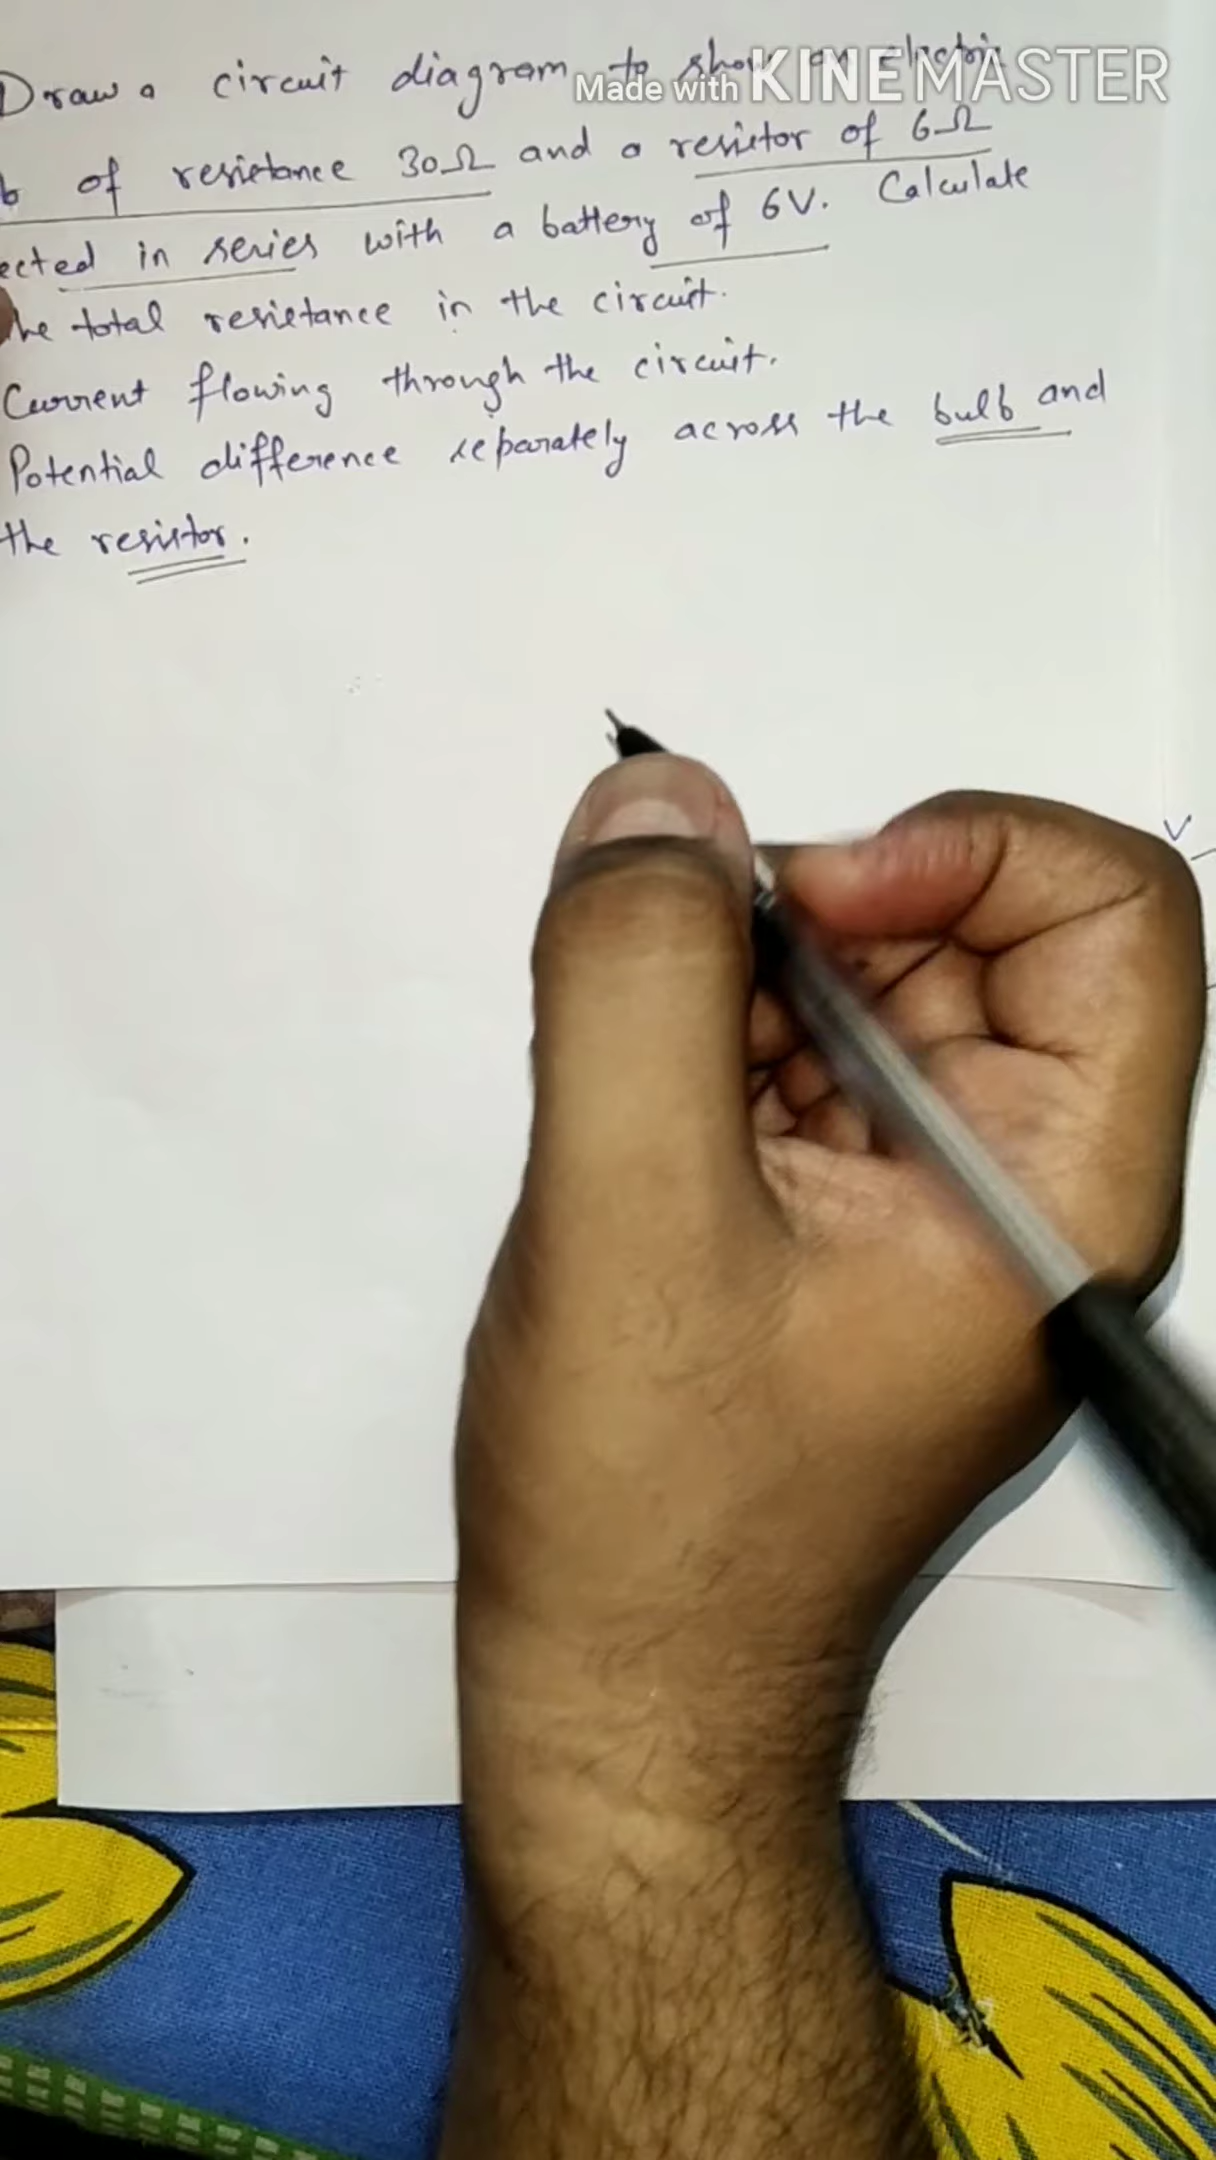 Draw a circuit diagram to show an electric
Made with KINEMASTER
b of resistance 30Ω and a resistor of 6Ω
ected in series with a battery of 6V. Calculate
he total resistance in the circuit.
Current flowing through the circuit.
Potential difference separately across the bulb and
the resistor.
V